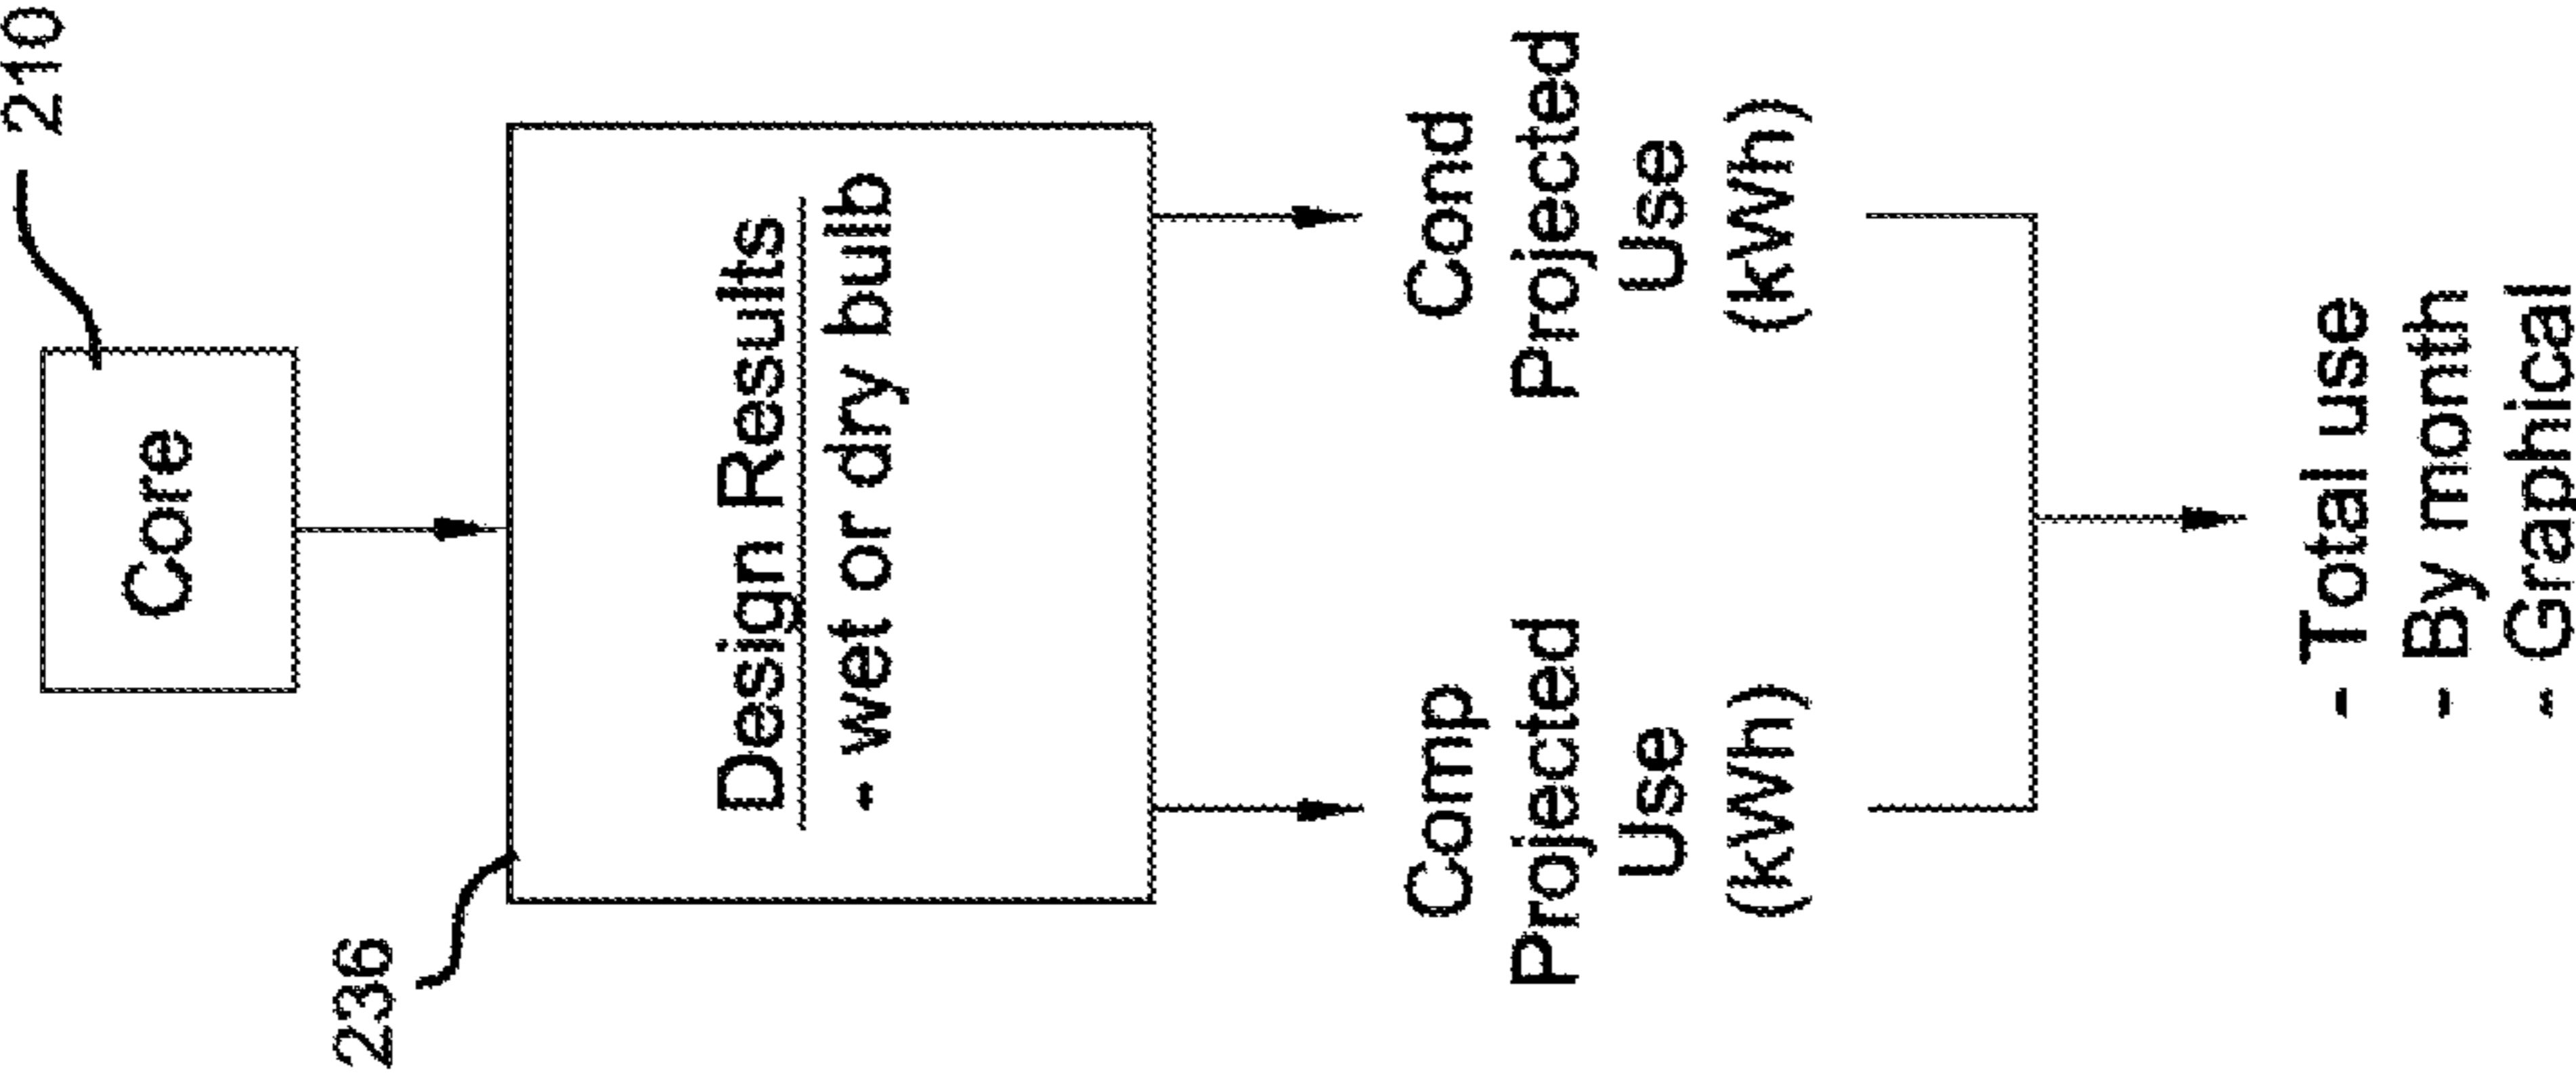 210
Core
236
Design Results
- wet or dry bulb
Comp
Projected
Use
(kWh)
Cond
Projected
Use
(kWh)
- Total use
- By month
- Graphical